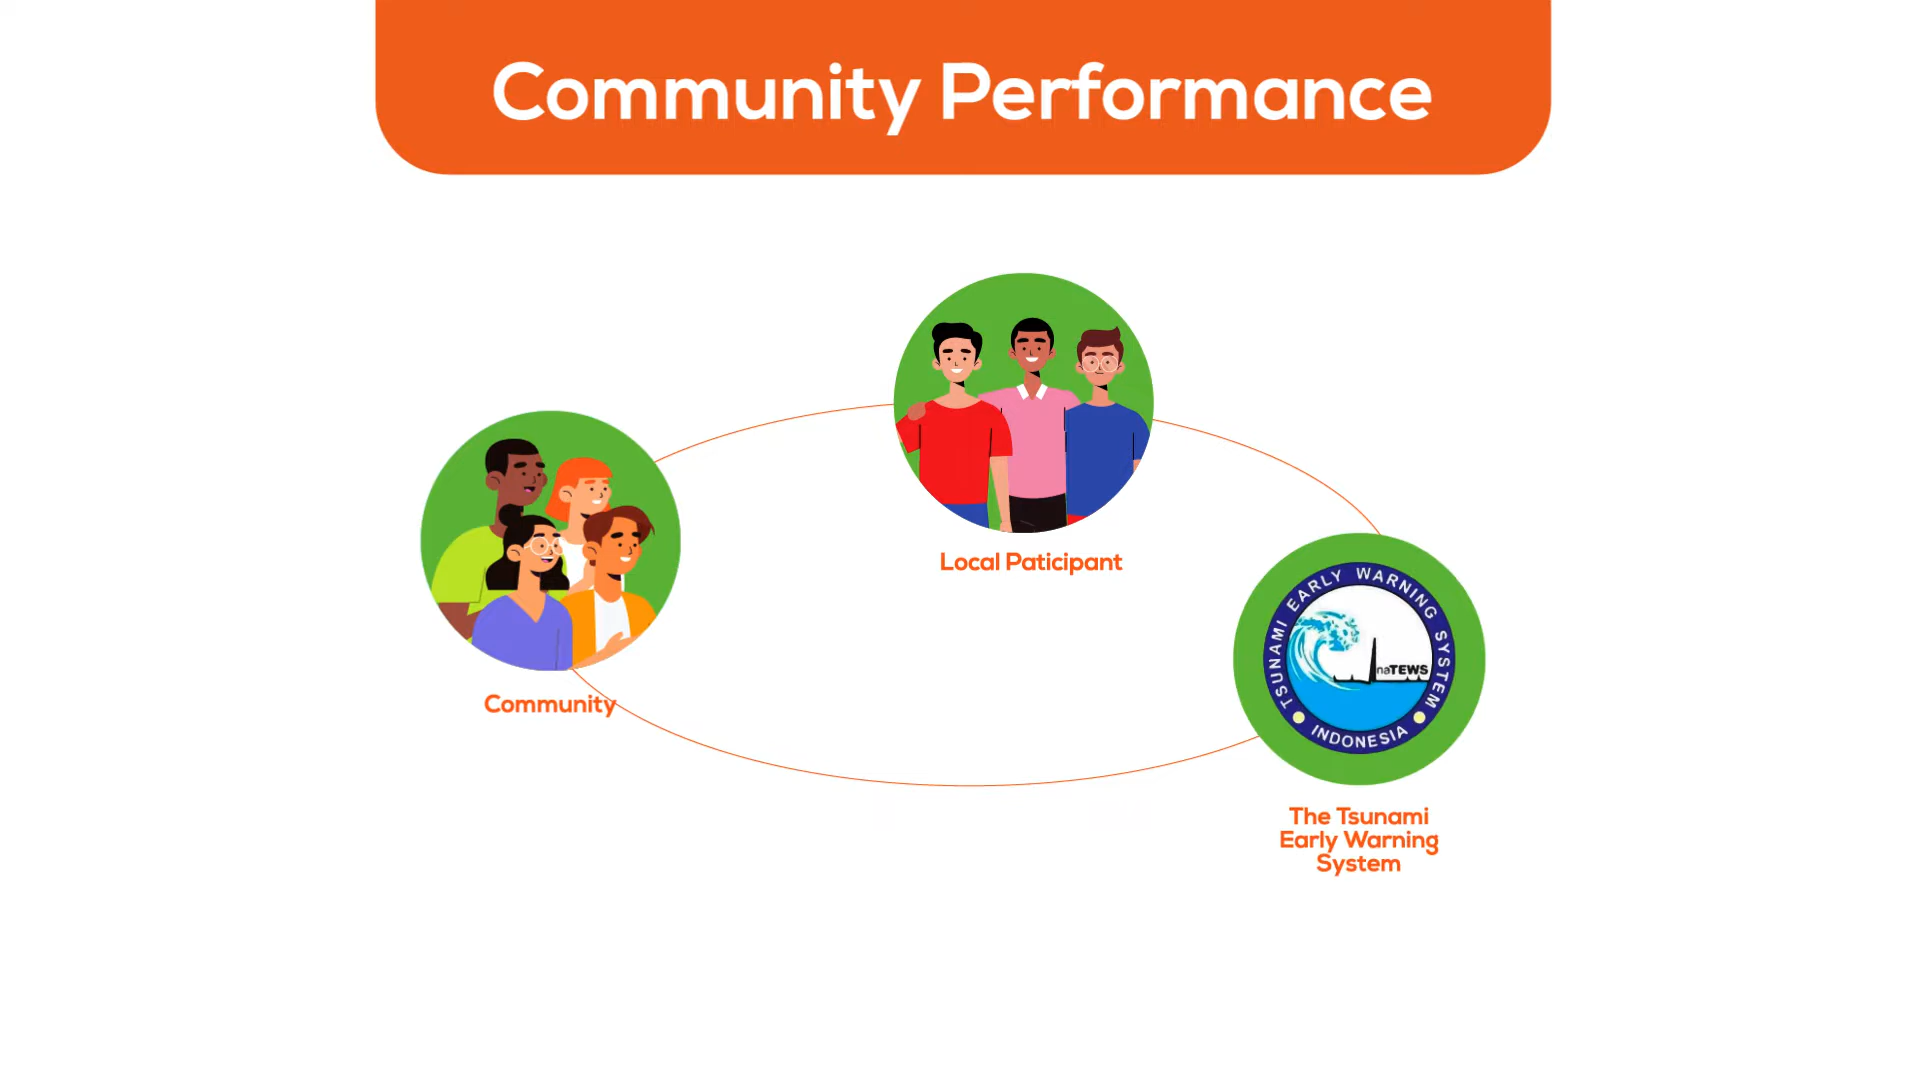 Community Performance
Local Paticipant
Community
TSUNAMI EARLY WARNING SYSTEM
naTEWS
INDONESIA
The Tsunami
Early Warning
System